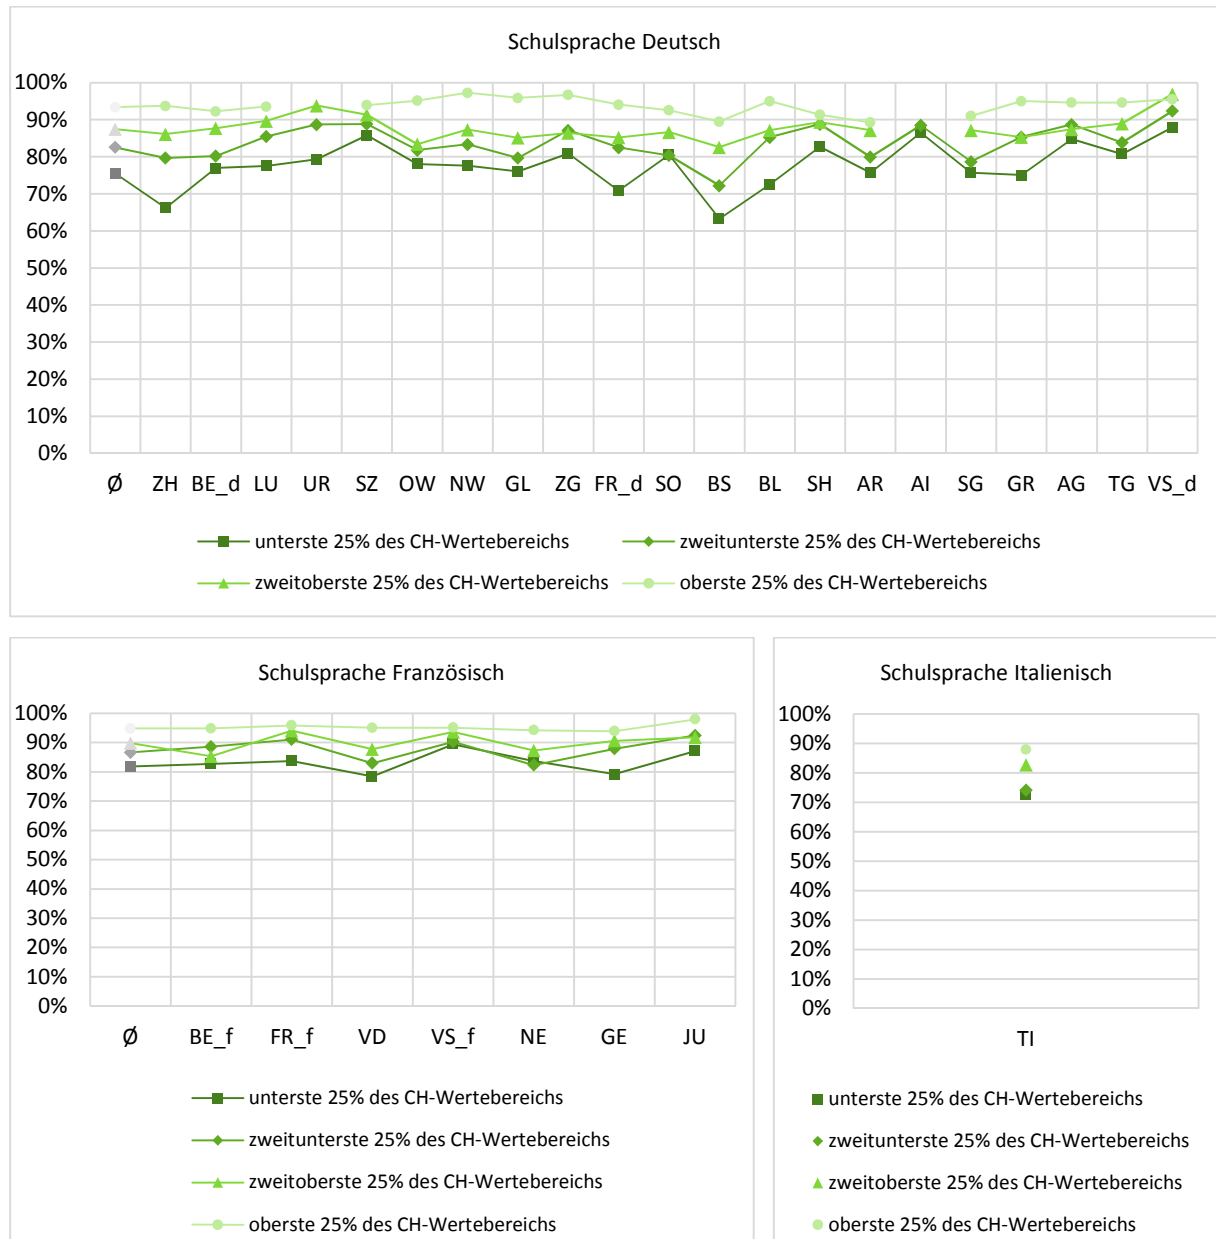 Schulsprache Deutsch
100%
90%
80%
70%
60%
50%
40%
30%
20%
10%
0%
Ø ZH BE_d LU UR SZ OW NW GL ZG FR_d SO BS BL SH AR AI SG GR AG TG VS_d
unterste 25% des CH-Wertebereichs zweitunterste 25% des CH-Wertebereichs
zweitoberste 25% des CH-Wertebereichs oberste 25% des CH-Wertebereichs
Schulsprache Französisch
100%
90%
80%
70%
60%
50%
40%
30%
20%
10%
0%
Ø BE_f FR_f VD VS_f NE GE JU
unterste 25% des CH-Wertebereichs
zweitunterste 25% des CH-Wertebereichs
zweitoberste 25% des CH-Wertebereichs
oberste 25% des CH-Wertebereichs
Schulsprache Italienisch
100%
90%
80%
70%
60%
50%
40%
30%
20%
10%
0%
TI
unterste 25% des CH-Wertebereichs
zweitunterste 25% des CH-Wertebereichs
zweitoberste 25% des CH-Wertebereichs
oberste 25% des CH-Wertebereichs